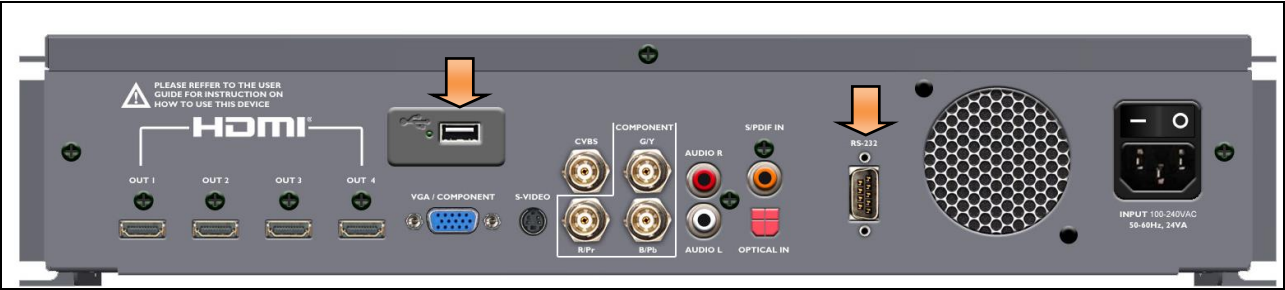 PLEASE REFFER TO THE USER
GUIDE FOR INSTRUCTION ON
HOW TO USE THIS DEVICE
HDMI®
OUT 1
OUT 2
OUT 3
OUT 4
VGA / COMPONENT
S-VIDEO
CVBS
COMPONENT
G/Y
R/Pr
B/Pb
AUDIO R
AUDIO L
S/PDIF IN
OPTICAL IN
RS-232
INPUT 100-240VAC
50-60Hz, 24VA